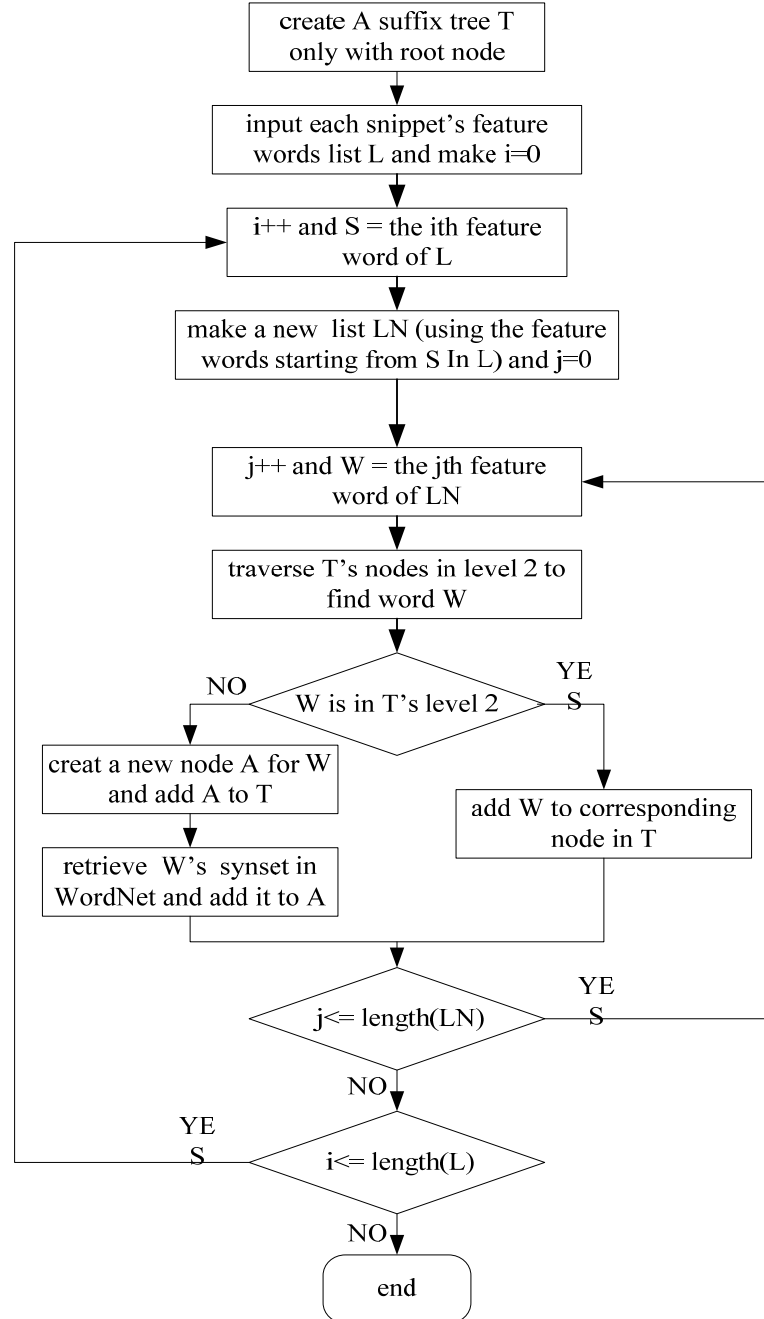 create A suffix tree T
only with root node
input each snippet's feature
words list L and make i=0
i++ and S = the ith feature
word of L
make a new list LN (using the feature
words starting from S In L) and j=0
j++ and W = the jth feature
word of LN
traverse T's nodes in level 2 to
find word W
W is in T's level 2
NO
YE
S
creat a new node A for W
and add A to T
retrieve W's synset in
WordNet and add it to A
add W to corresponding
node in T
j<= length(LN)
YE
S
NO
i<= length(L)
YE
S
NO
end